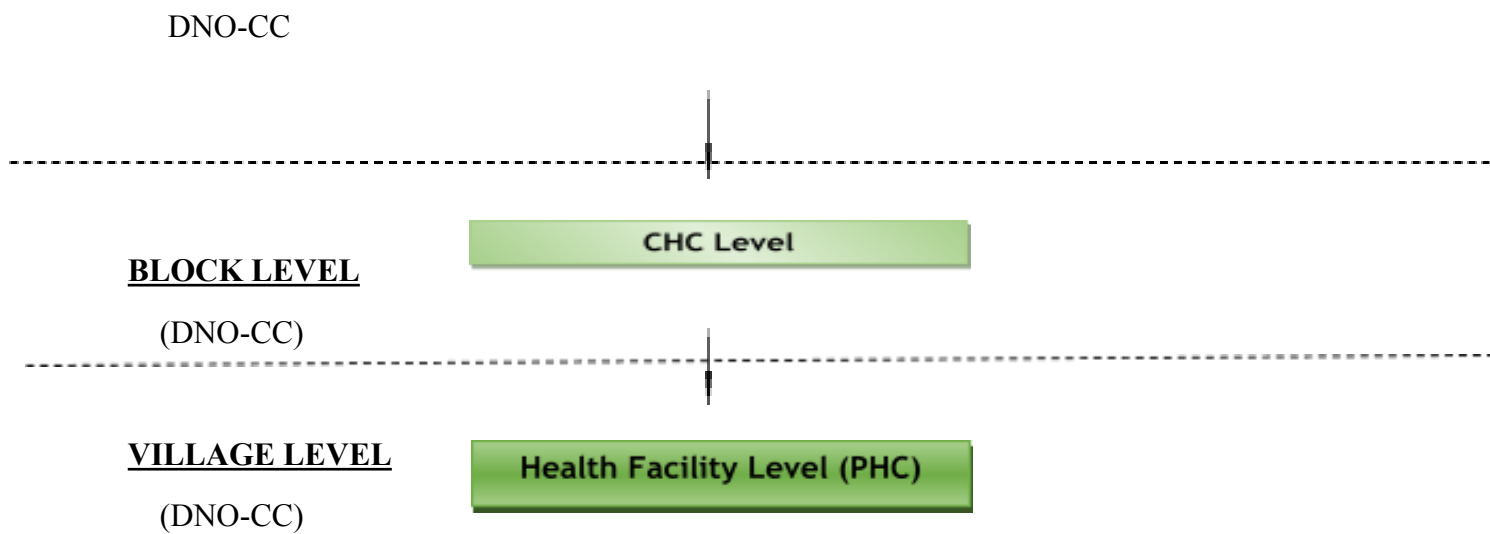 DNO-CC
CHC Level
BLOCK LEVEL
(DNO-CC)
VILLAGE LEVEL
Health Facility Level (PHC)
(DNO-CC)